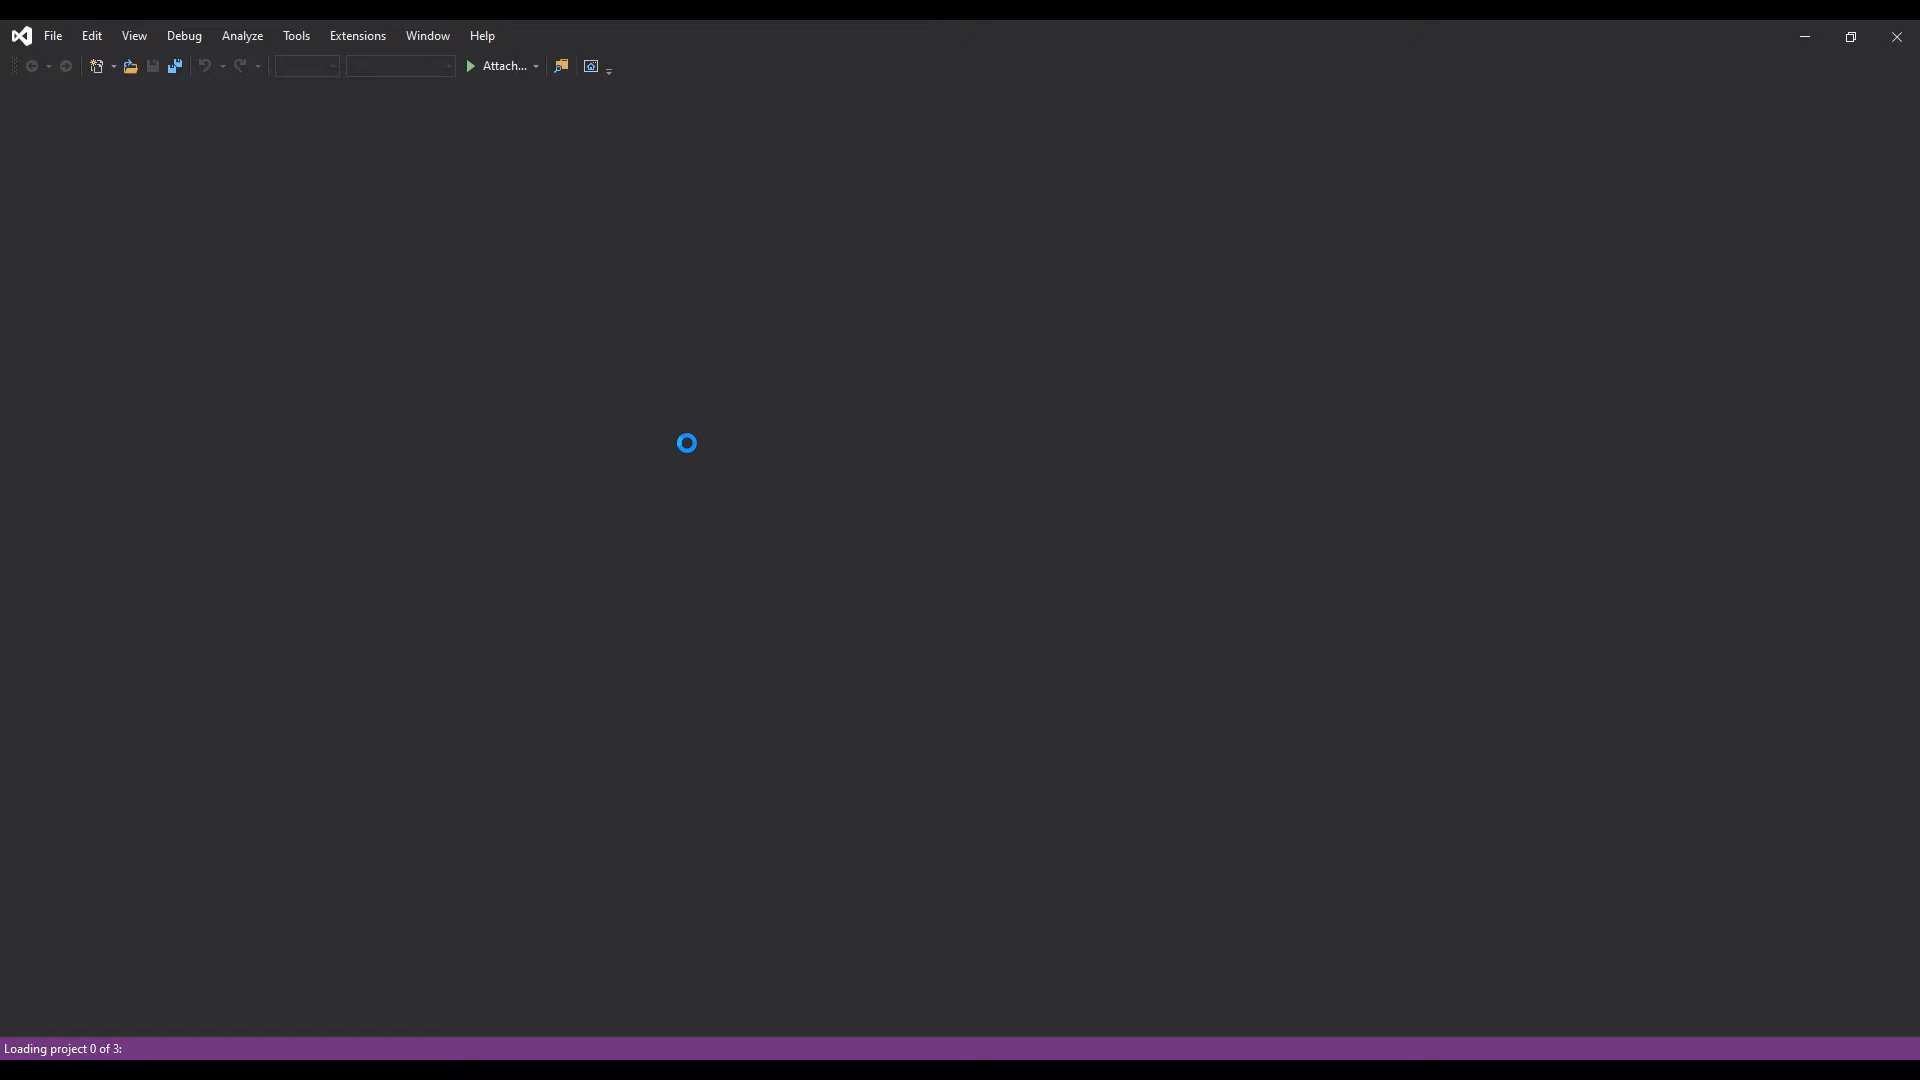 File Edit View Debug Analyze Tools Extensions Window Help
Attach...
Loading project 0 of 3: